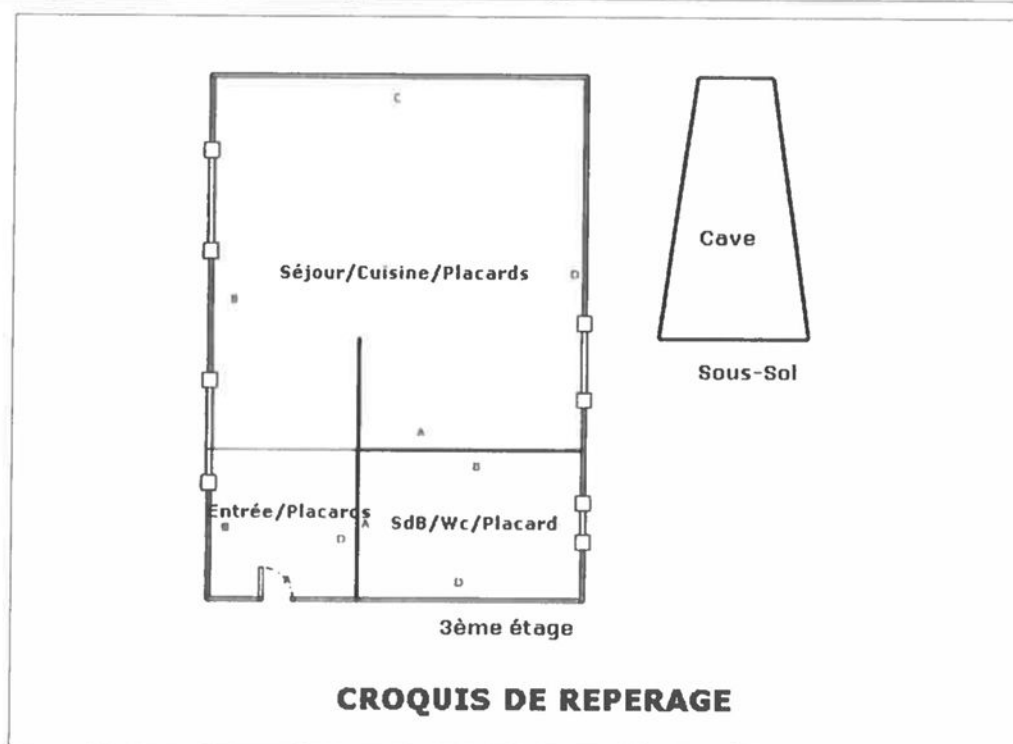 C
Cave
Séjour/Cuisine/Placards
D
B
Sous-Sol
A
B
Entrée/Placards
SdB/Wc/Placard
B
A
D
A
D
3ème étage
CROQUIS DE REPERAGE